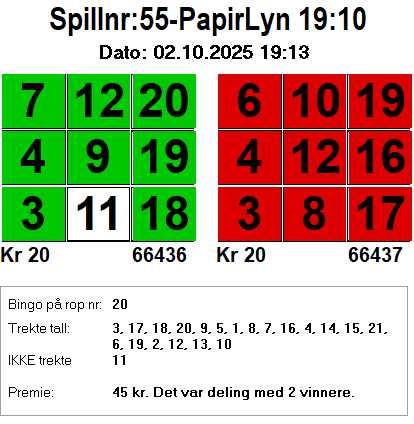 Spillnr:55-PapirLyn 19:10
Dato: 02.10.2025 19:13
7 12 20 6 10 19
4 9 19 4 12 16
3 11 18 3 8 17
Kr 20 66436 Kr 20 66437
Bingo på rop nr: 20
Trekte tall: 3, 17, 18, 20, 9, 5, 1, 8, 7, 16, 4, 14, 15, 21,
6, 19, 2, 12, 13, 10
IKKE trekte 11
Premie: 45 kr. Det var deling med 2 vinnere.